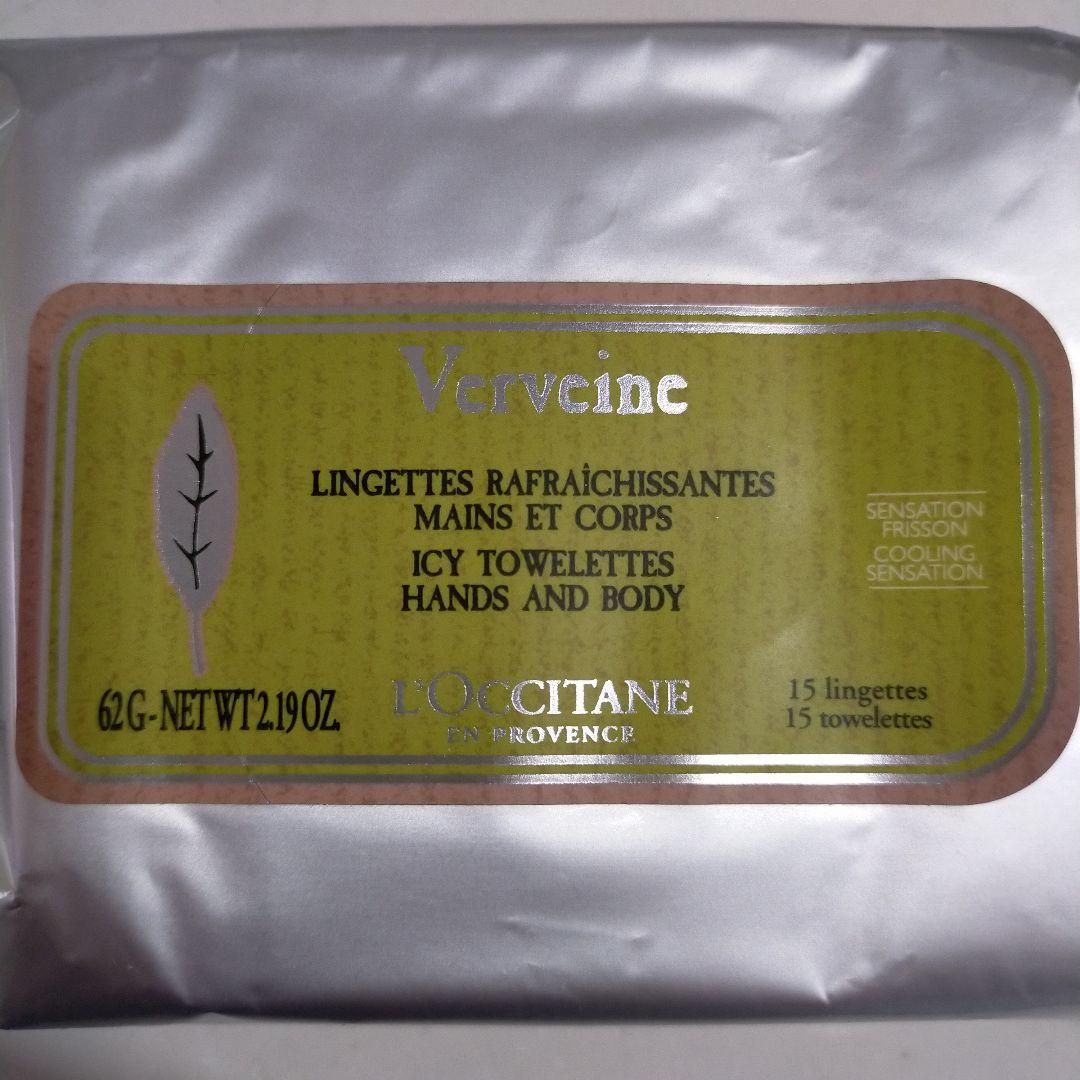 Verveine
LINGETTES RAFRAÎCHISSANTES
MAINS ET CORPS
ICY TOWELETTES
HANDS AND BODY
SENSATION
FRISSON
COOLING
SENSATION
62 G - NET WT 2.19 OZ.
L'OCCITANE
EN PROVENCE
15 lingettes
15 towelettes